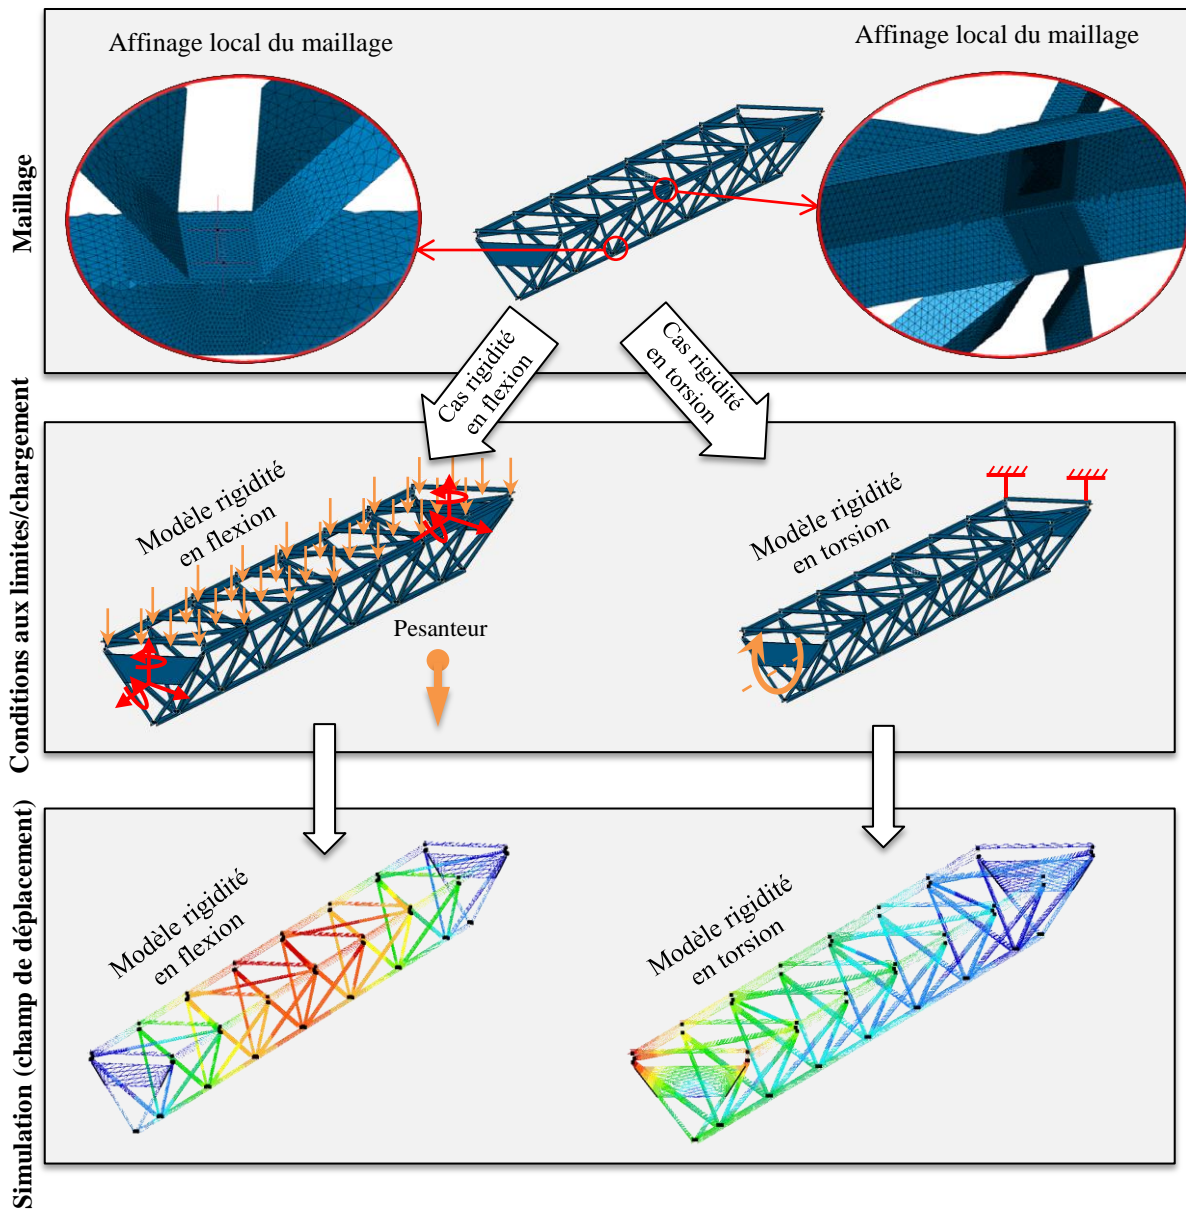 Affinage local du maillage
Affinage local du maillage
Maillage
Cas rigidité
en flexion
Cas rigidité
en torsion
Conditions aux limites/chargement
Modèle rigidité
en flexion
Pesanteur
Modèle rigidité
en torsion
Simulation (champ de déplacement)
Modèle rigidité
en flexion
Modèle rigidité
en torsion